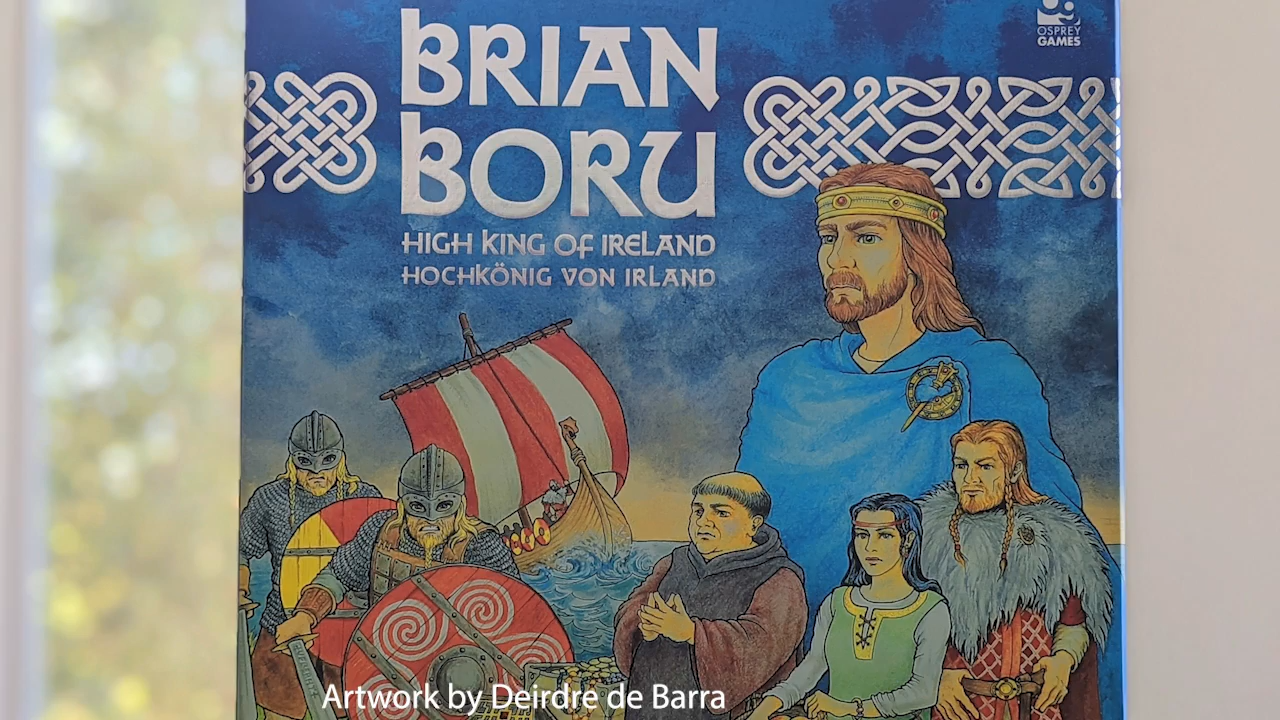 BRIAN
BORU
HIGH KING OF IRELAND
HOCHKÖNIG VON IRLAND
OSPREY
GAMES
Artwork by Deirdre de Barra